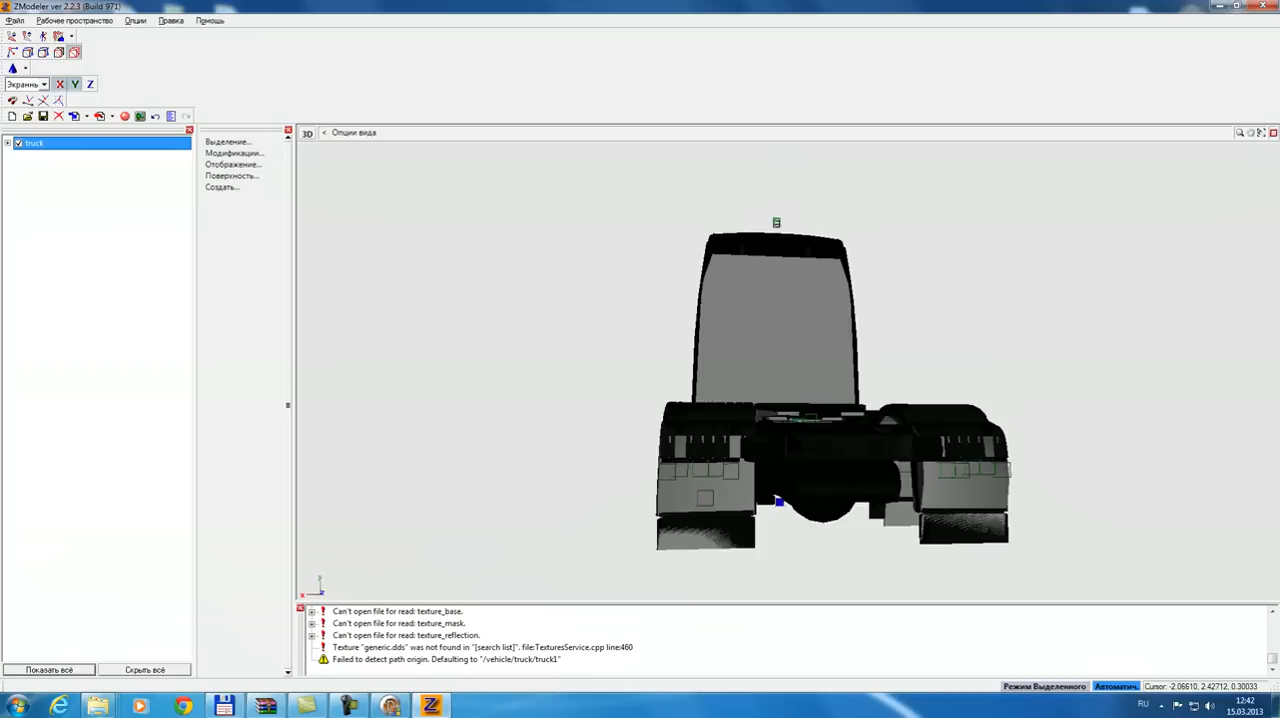 ZModeler ver 2.2.3 (Build 971)
Файл Рабочее пространство Опции Правка Помощь
Экраннь X Y Z
truck
Выделение...
Модификации...
Отображение...
Поверхность...
Создать...
3D < Опции вида
Показать всё Скрыть всё
Can't open file for read: texture_base.
Can't open file for read: texture_mask.
Can't open file for read: texture_reflection.
Texture "generic.dds" was not found in "[search list]". file:TexturesService.cpp line:460
Failed to detect path origin. Defaulting to "/vehicle/truck/truck1"
Режим Выделенного Автоматич. Cursor: -2.06610, 2.42712, 0.30033
RU 12:42
15.03.2013